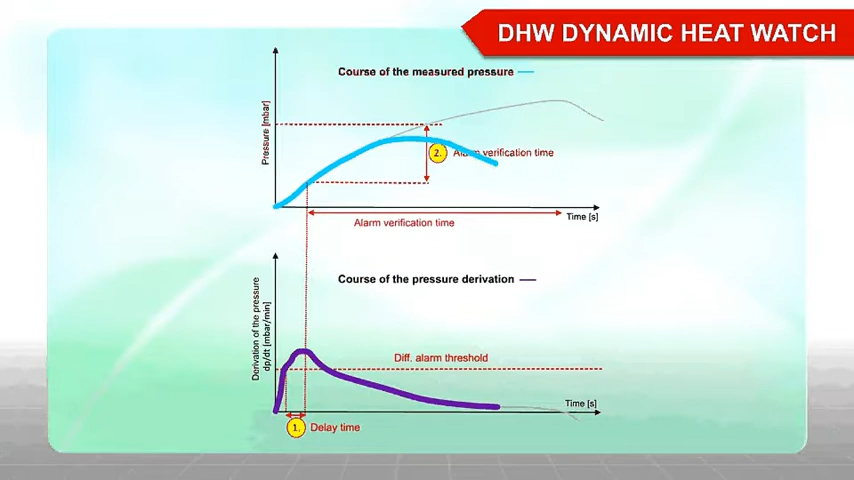 DHW DYNAMIC HEAT WATCH
Course of the measured pressure
Pressure [mbar]
2. Alarm verification time
Time [s]
Alarm verification time
Course of the pressure derivation
Derivation of the pressure
dp/dt [mbar/min]
Diff. alarm threshold
Time [s]
1. Delay time